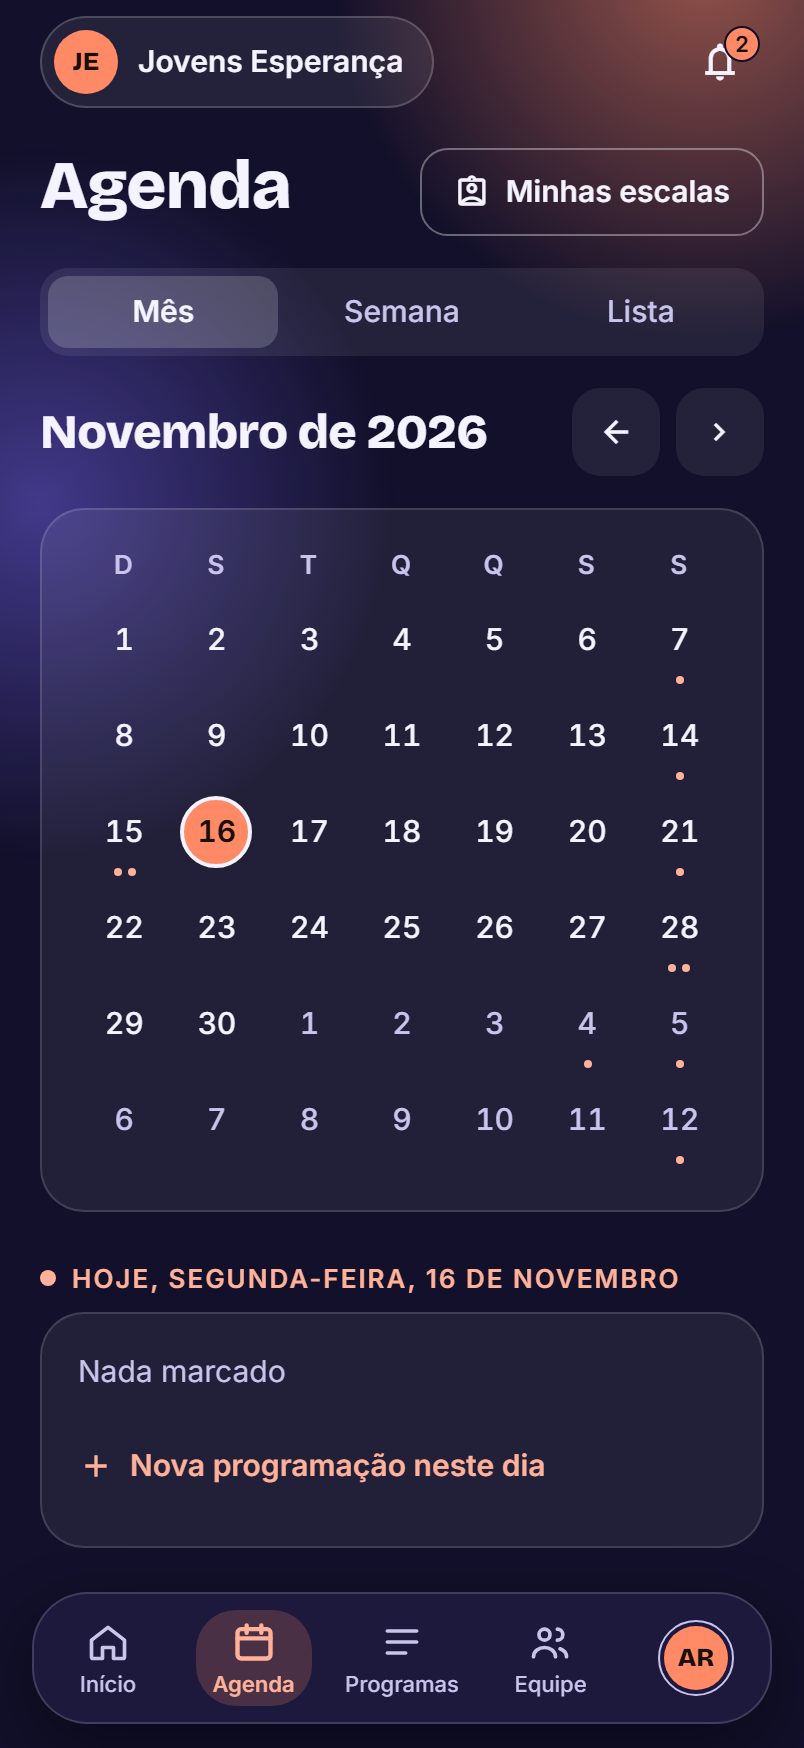 JE Jovens Esperança 2
Agenda Minhas escalas
Mês Semana Lista
Novembro de 2026
D S T Q Q S S
1 2 3 4 5 6 7
8 9 10 11 12 13 14
15 16 17 18 19 20 21
22 23 24 25 26 27 28
29 30 1 2 3 4 5
6 7 8 9 10 11 12
HOJE, SEGUNDA-FEIRA, 16 DE NOVEMBRO
Nada marcado
+ Nova programação neste dia
Início Agenda Programas Equipe AR